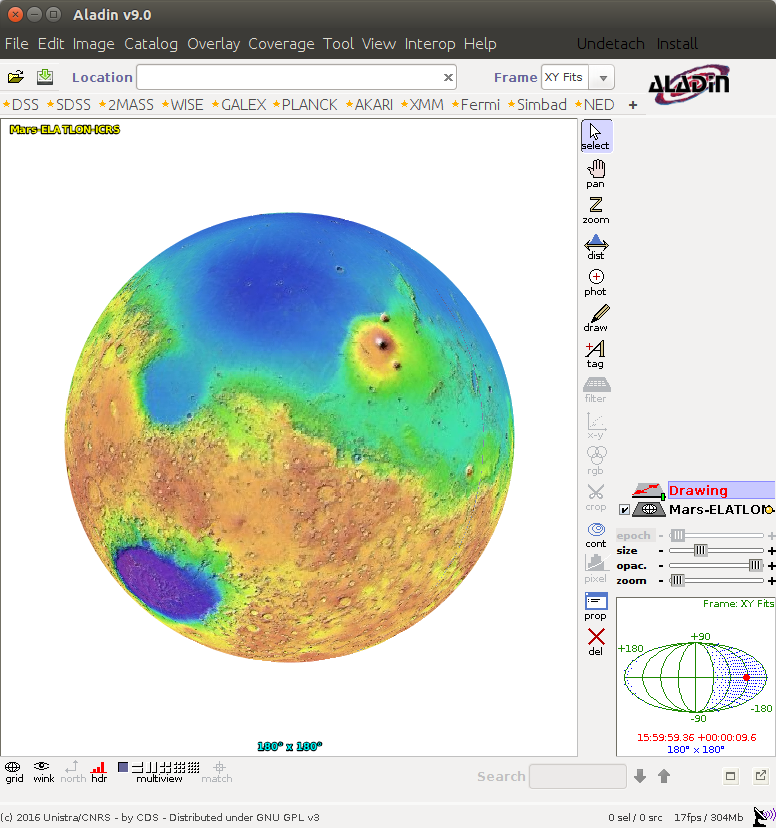 Aladin v9.0
File Edit Image Catalog Overlay Coverage Tool View Interop Help Undetach Install
Location Frame XY Fits ALADIN
DSS SDSS 2MASS WISE GALEX PLANCK AKARI XMM Fermi Simbad NED +
Mars-ELATLON-ICRS
select
pan
zoom
dist
phot
draw
tag
filter
x-y
rgb
crop
cont
pixel
prop
del
Drawing
Mars-ELATLON
epoch - +
size - +
opac. - +
zoom - +
Frame: XY Fits
+90
+180
-180
-90
15:59:59.36 +00:00:09.6
180° x 180°
180° x 180°
grid wink north hdr multiview match Search
(c) 2016 Unistra/CNRS - by CDS - Distributed under GNU GPL v3 0 sel / 0 src 17fps / 304Mb